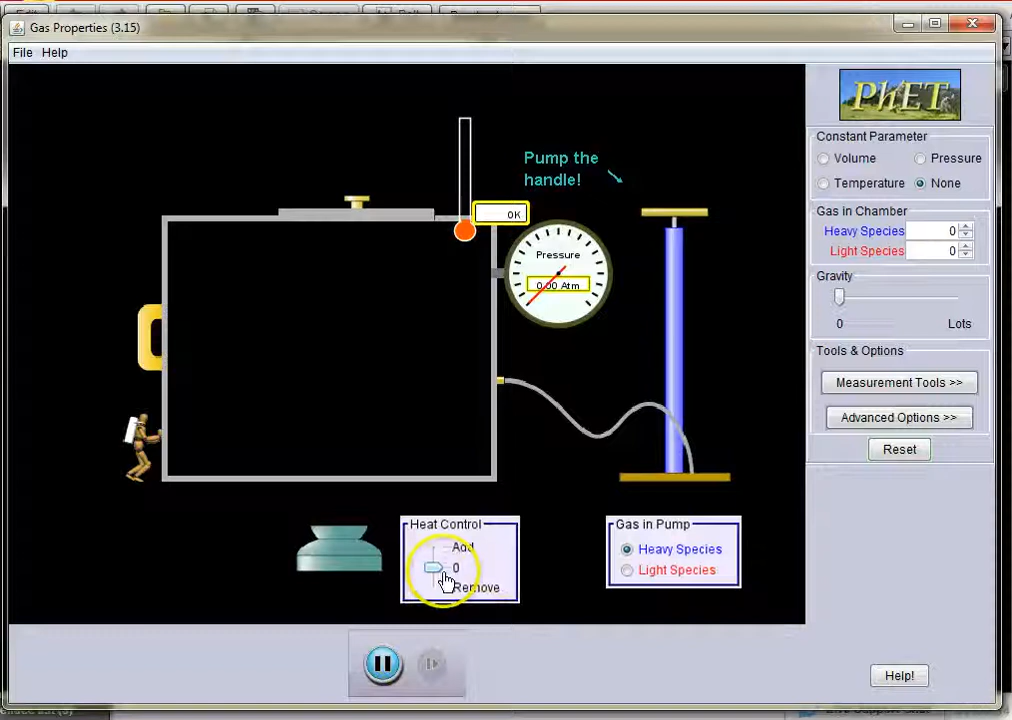 Gas Properties (3.15)
File Help
PhET
Pump the
handle!
OK
Pressure
0.00 Atm
Constant Parameter
Volume Pressure
Temperature None
Gas in Chamber
Heavy Species 0
Light Species 0
Gravity
0 Lots
Tools & Options
Measurement Tools >>
Advanced Options >>
Reset
Heat Control
Add
0
Remove
Gas in Pump
Heavy Species
Light Species
Help!